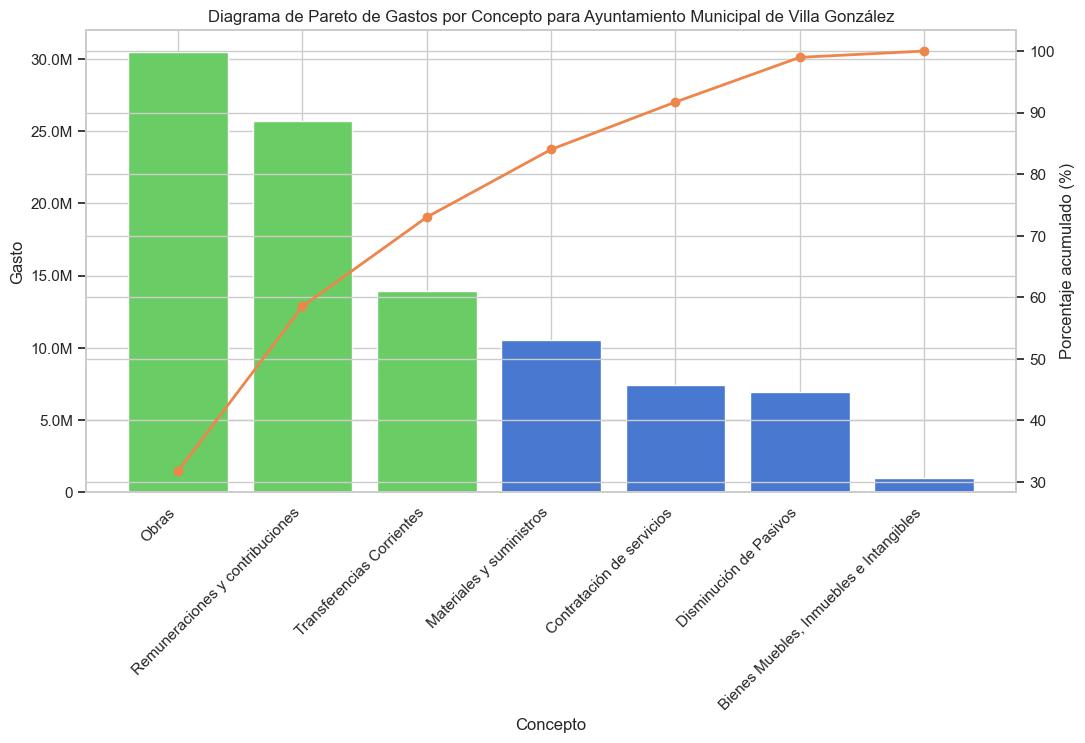 Diagrama de Pareto de Gastos por Concepto para Ayuntamiento Municipal de Villa González
Gasto
30.0M
25.0M
20.0M
15.0M
10.0M
5.0M
0
100
90
80
70
60
50
40
30
Porcentaje acumulado (%)
Obras
Remuneraciones y contribuciones
Transferencias Corrientes
Materiales y suministros
Contratación de servicios
Disminución de Pasivos
Bienes Muebles, Inmuebles e Intangibles
Concepto